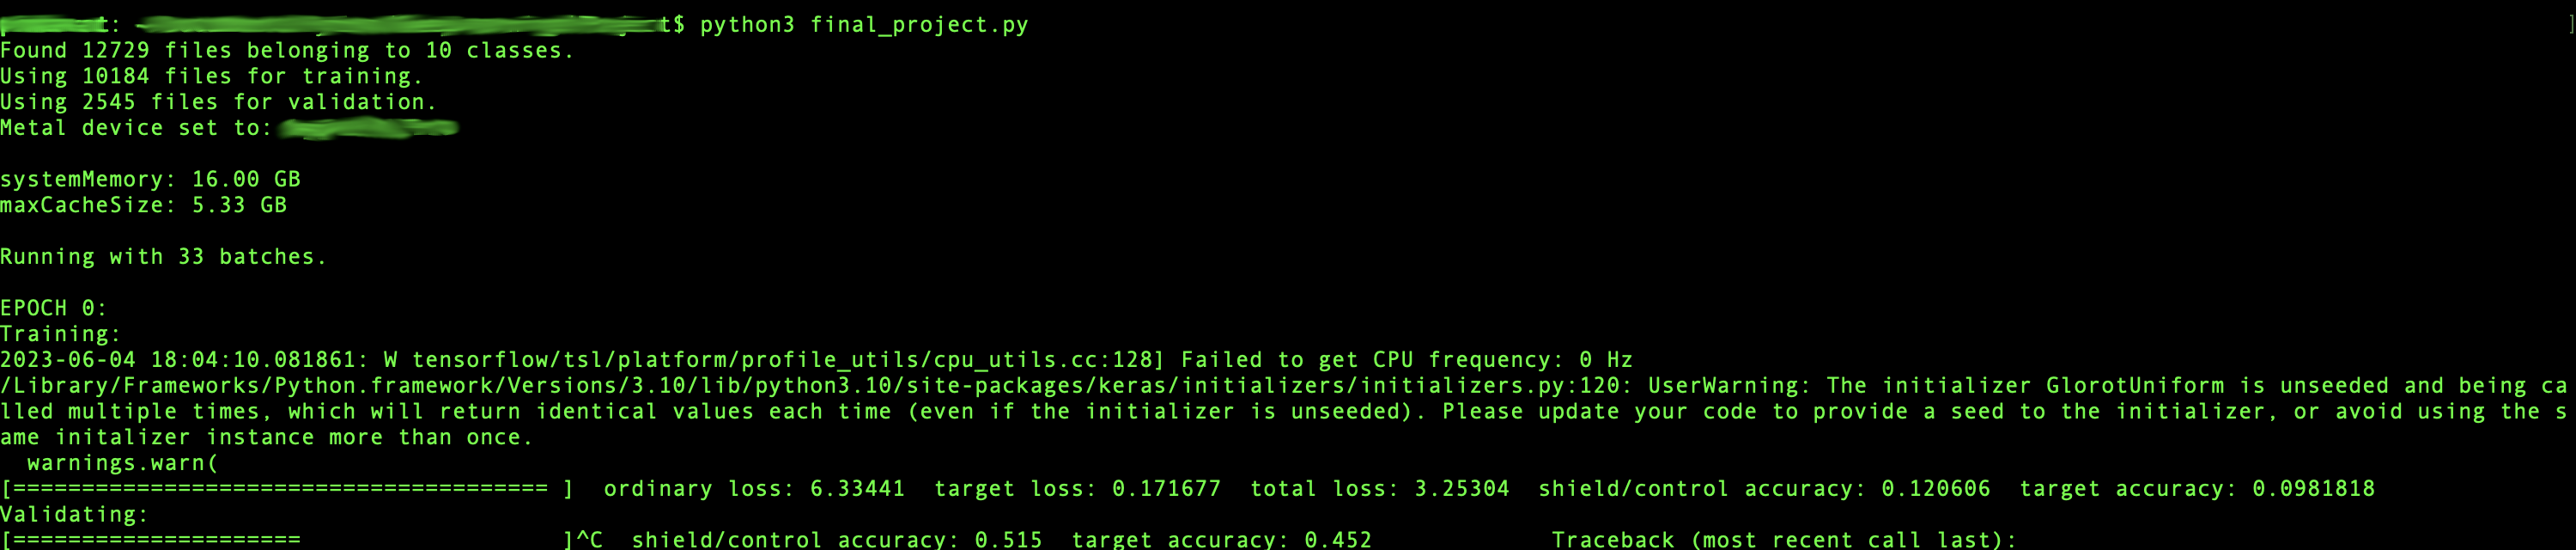 t: t$ python3 final_project.py ]
Found 12729 files belonging to 10 classes.
Using 10184 files for training.
Using 2545 files for validation.
Metal device set to:
systemMemory: 16.00 GB
maxCacheSize: 5.33 GB
Running with 33 batches.
EPOCH 0:
Training:
2023-06-04 18:04:10.081861: W tensorflow/tsl/platform/profile_utils/cpu_utils.cc:128] Failed to get CPU frequency: 0 Hz
/Library/Frameworks/Python.framework/Versions/3.10/lib/python3.10/site-packages/keras/initializers/initializers.py:120: UserWarning: The initializer GlorotUniform is unseeded and being ca
lled multiple times, which will return identical values each time (even if the initializer is unseeded). Please update your code to provide a seed to the initializer, or avoid using the s
ame initalizer instance more than once.
  warnings.warn(
[======================================= ]  ordinary loss: 6.33441  target loss: 0.171677  total loss: 3.25304  shield/control accuracy: 0.120606  target accuracy: 0.0981818
Validating:
[=====================                   ]^C  shield/control accuracy: 0.515  target accuracy: 0.452             Traceback (most recent call last):